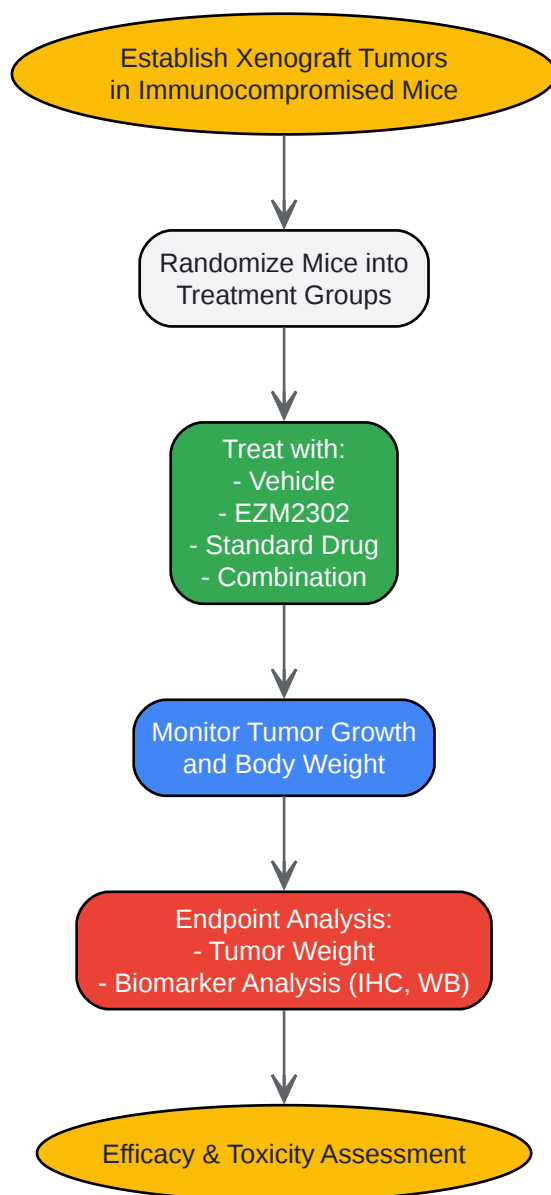 Establish Xenograft Tumors
in Immunocompromised Mice
Randomize Mice into
Treatment Groups
Treat with:
- Vehicle
- EZM2302
- Standard Drug
- Combination
Monitor Tumor Growth
and Body Weight
Endpoint Analysis:
- Tumor Weight
- Biomarker Analysis (IHC, WB)
Efficacy & Toxicity Assessment